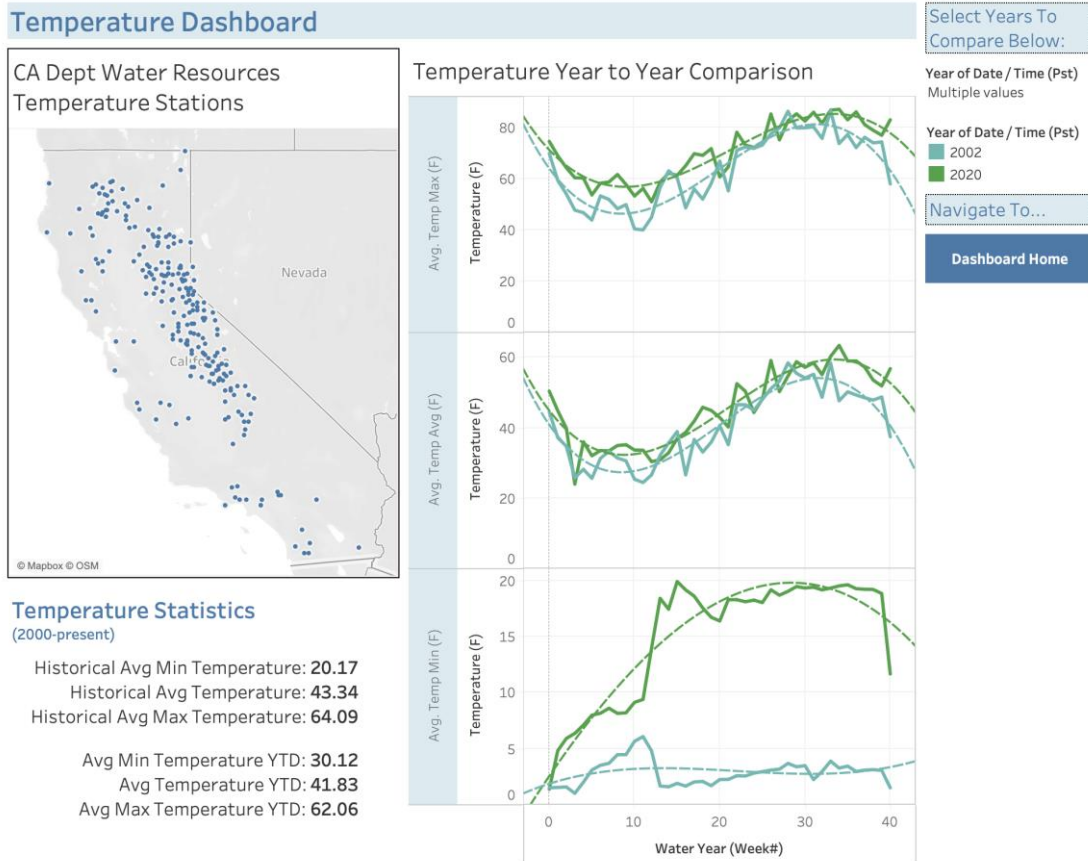 Temperature Dashboard
CA Dept Water Resources
Temperature Stations
Nevada
California
© Mapbox © OSM
Temperature Statistics
(2000-present)
Historical Avg Min Temperature: 20.17
Historical Avg Temperature: 43.34
Historical Avg Max Temperature: 64.09
Avg Min Temperature YTD: 30.12
Avg Temperature YTD: 41.83
Avg Max Temperature YTD: 62.06
Temperature Year to Year Comparison
Avg. Temp Max (F)
Temperature (F)
80
60
40
20
0
Avg. Temp Avg (F)
Temperature (F)
60
40
20
0
Avg. Temp Min (F)
Temperature (F)
20
15
10
5
0
0 10 20 30 40
Water Year (Week#)
Select Years To
Compare Below:
Year of Date / Time (Pst)
Multiple values
Year of Date / Time (Pst)
2002
2020
Navigate To...
Dashboard Home